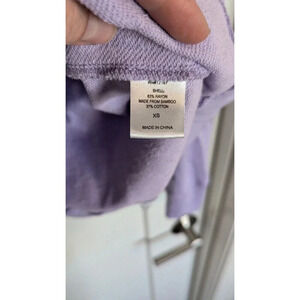 SHELL:
63% RAYON
MADE FROM BAMBOO
37% COTTON
XS
MADE IN CHINA